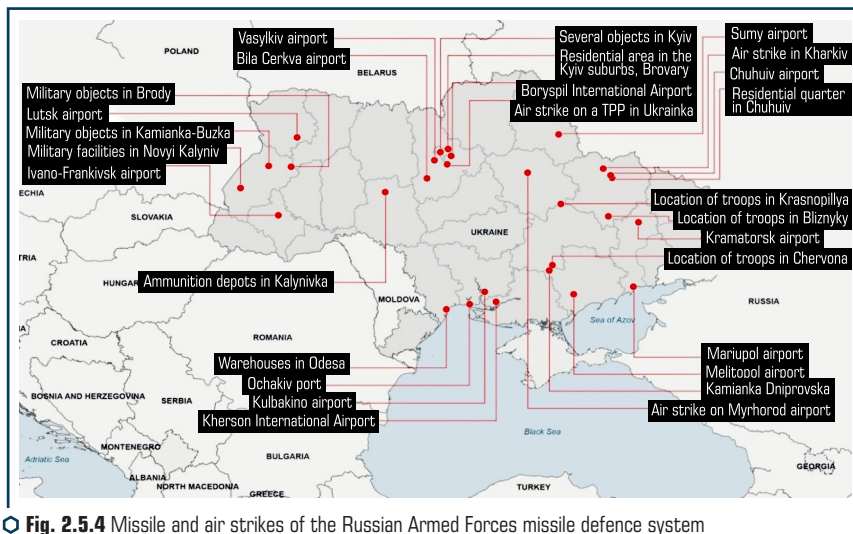 POLAND
BELARUS
Vasylkiv airport
Bila Cerkva airport
Several objects in Kyiv
Residential area in the
Kyiv suburbs, Brovary
Boryspil International Airport
Air strike on a TPP in Ukrainka
Sumy airport
Air strike in Kharkiv
Chuhuiv airport
Residential quarter
in Chuhuiv
Military objects in Brody
Lutsk airport
Military objects in Kamianka-Buzka
Military facilities in Novyi Kalyniv
Ivano-Frankivsk airport
ECHIA
SLOVAKIA
TRIA
HUNGAR
Ammunition depots in Kalynivka
MOLDOVA
UKRAINE
Location of troops in Krasnopillya
Location of troops in Bliznyky
Kramatorsk airport
Location of troops in Chervona
RUSSIA
Sea of Azov
IA
CROATIA
ROMANIA
BOSNIA AND HERZEGOVINA
SERBIA
Warehouses in Odesa
Ochakiv port
Kulbakino airport
Kherson International Airport
Mariupol airport
Melitopol airport
Kamianka Dniprovska
Air strike on Myrhorod airport
Black Sea
MONTENEGRO
Adriatic Sea
BULGARIA
ALBANIA
NORTH MACEDONIA
GREECE
TURKEY
GEORGIA
Fig. 2.5.4 Missile and air strikes of the Russian Armed Forces missile defence system